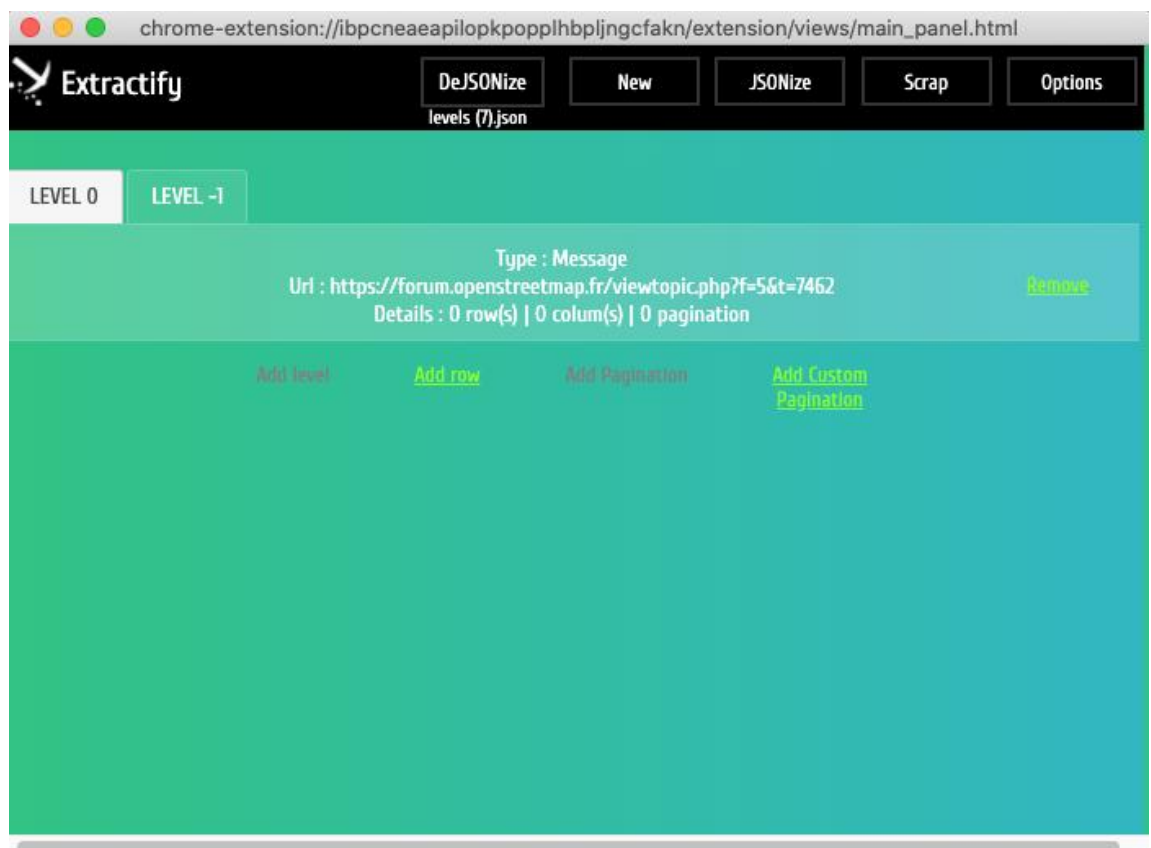 chrome-extension://ibpcneaeapilopkpopplhbpljngcfakn/extension/views/main_panel.html
Extractify
DeJSONize
New
JSONize
Scrap
Options
levels (7).json
LEVEL 0
LEVEL -1
Type : Message
Url : https://forum.openstreetmap.fr/viewtopic.php?f=5&t=7462
Remove
Details : 0 row(s) | 0 colum(s) | 0 pagination
Add level
Add row
Add Pagination
Add Custom
Pagination